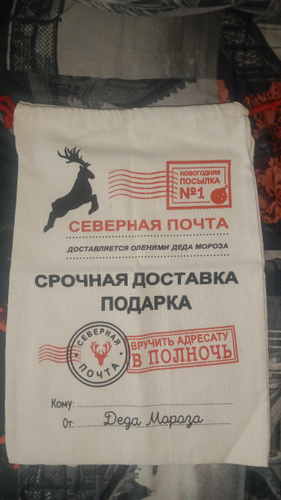 НОВОГОДНЯЯ
ПОСЫЛКА
№1
СЕВЕРНАЯ ПОЧТА
ДОСТАВЛЯЕТСЯ ОЛЕНЯМИ ДЕДА МОРОЗА
СРОЧНАЯ ДОСТАВКА
ПОДАРКА
СЕВЕРНАЯ
ПОЧТА
ВРУЧИТЬ АДРЕСАТУ
В ПОЛНОЧЬ
Кому:
От: Деда Мороза